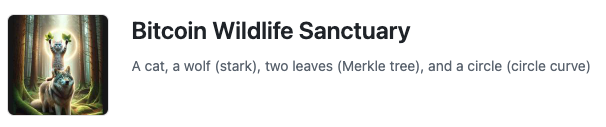 Bitcoin Wildlife Sanctuary
A cat, a wolf (stark), two leaves (Merkle tree), and a circle (circle curve)